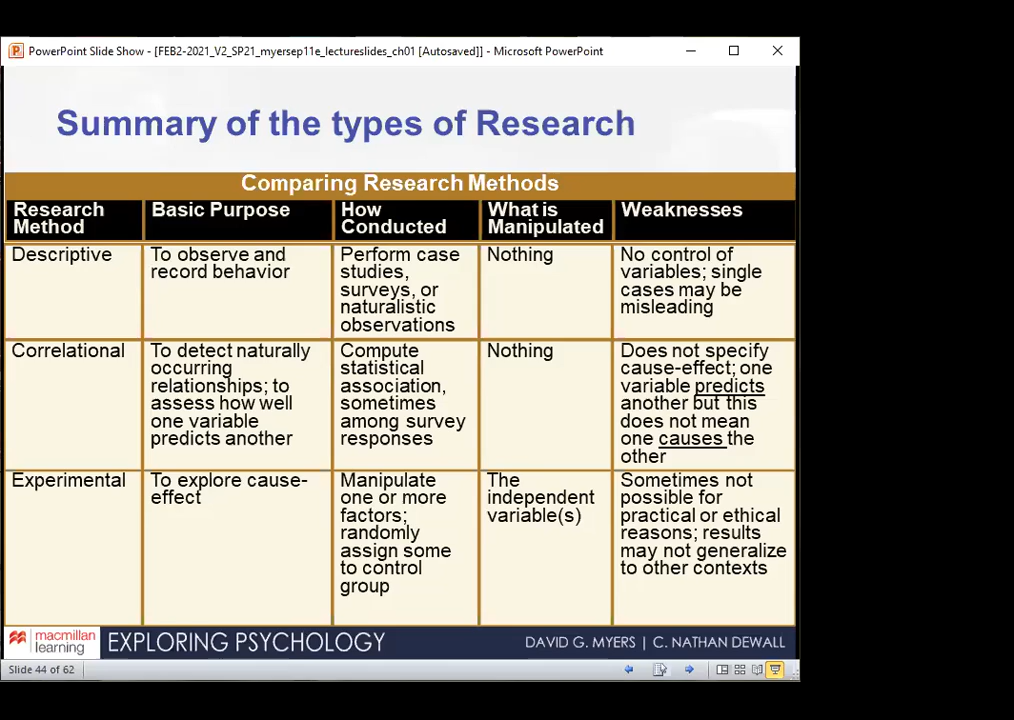 PowerPoint Slide Show - [FEB2-2021_V2_SP21_myersep11e_lectureslides_ch01 [Autosaved]] - Microsoft PowerPoint
Summary of the types of Research
Comparing Research Methods
Research
Method
Basic Purpose
How
Conducted
What is
Manipulated
Weaknesses
Descriptive
To observe and
record behavior
Perform case
studies,
surveys, or
naturalistic
observations
Nothing
No control of
variables; single
cases may be
misleading
Correlational
To detect naturally
occurring
relationships; to
assess how well
one variable
predicts another
Compute
statistical
association,
sometimes
among survey
responses
Nothing
Does not specify
cause-effect; one
variable predicts
another but this
does not mean
one causes the
other
Experimental
To explore cause-
effect
Manipulate
one or more
factors;
randomly
assign some
to control
group
The
independent
variable(s)
Sometimes not
possible for
practical or ethical
reasons; results
may not generalize
to other contexts
macmillan
learning
EXPLORING PSYCHOLOGY
DAVID G. MYERS | C. NATHAN DEWALL
Slide 44 of 62